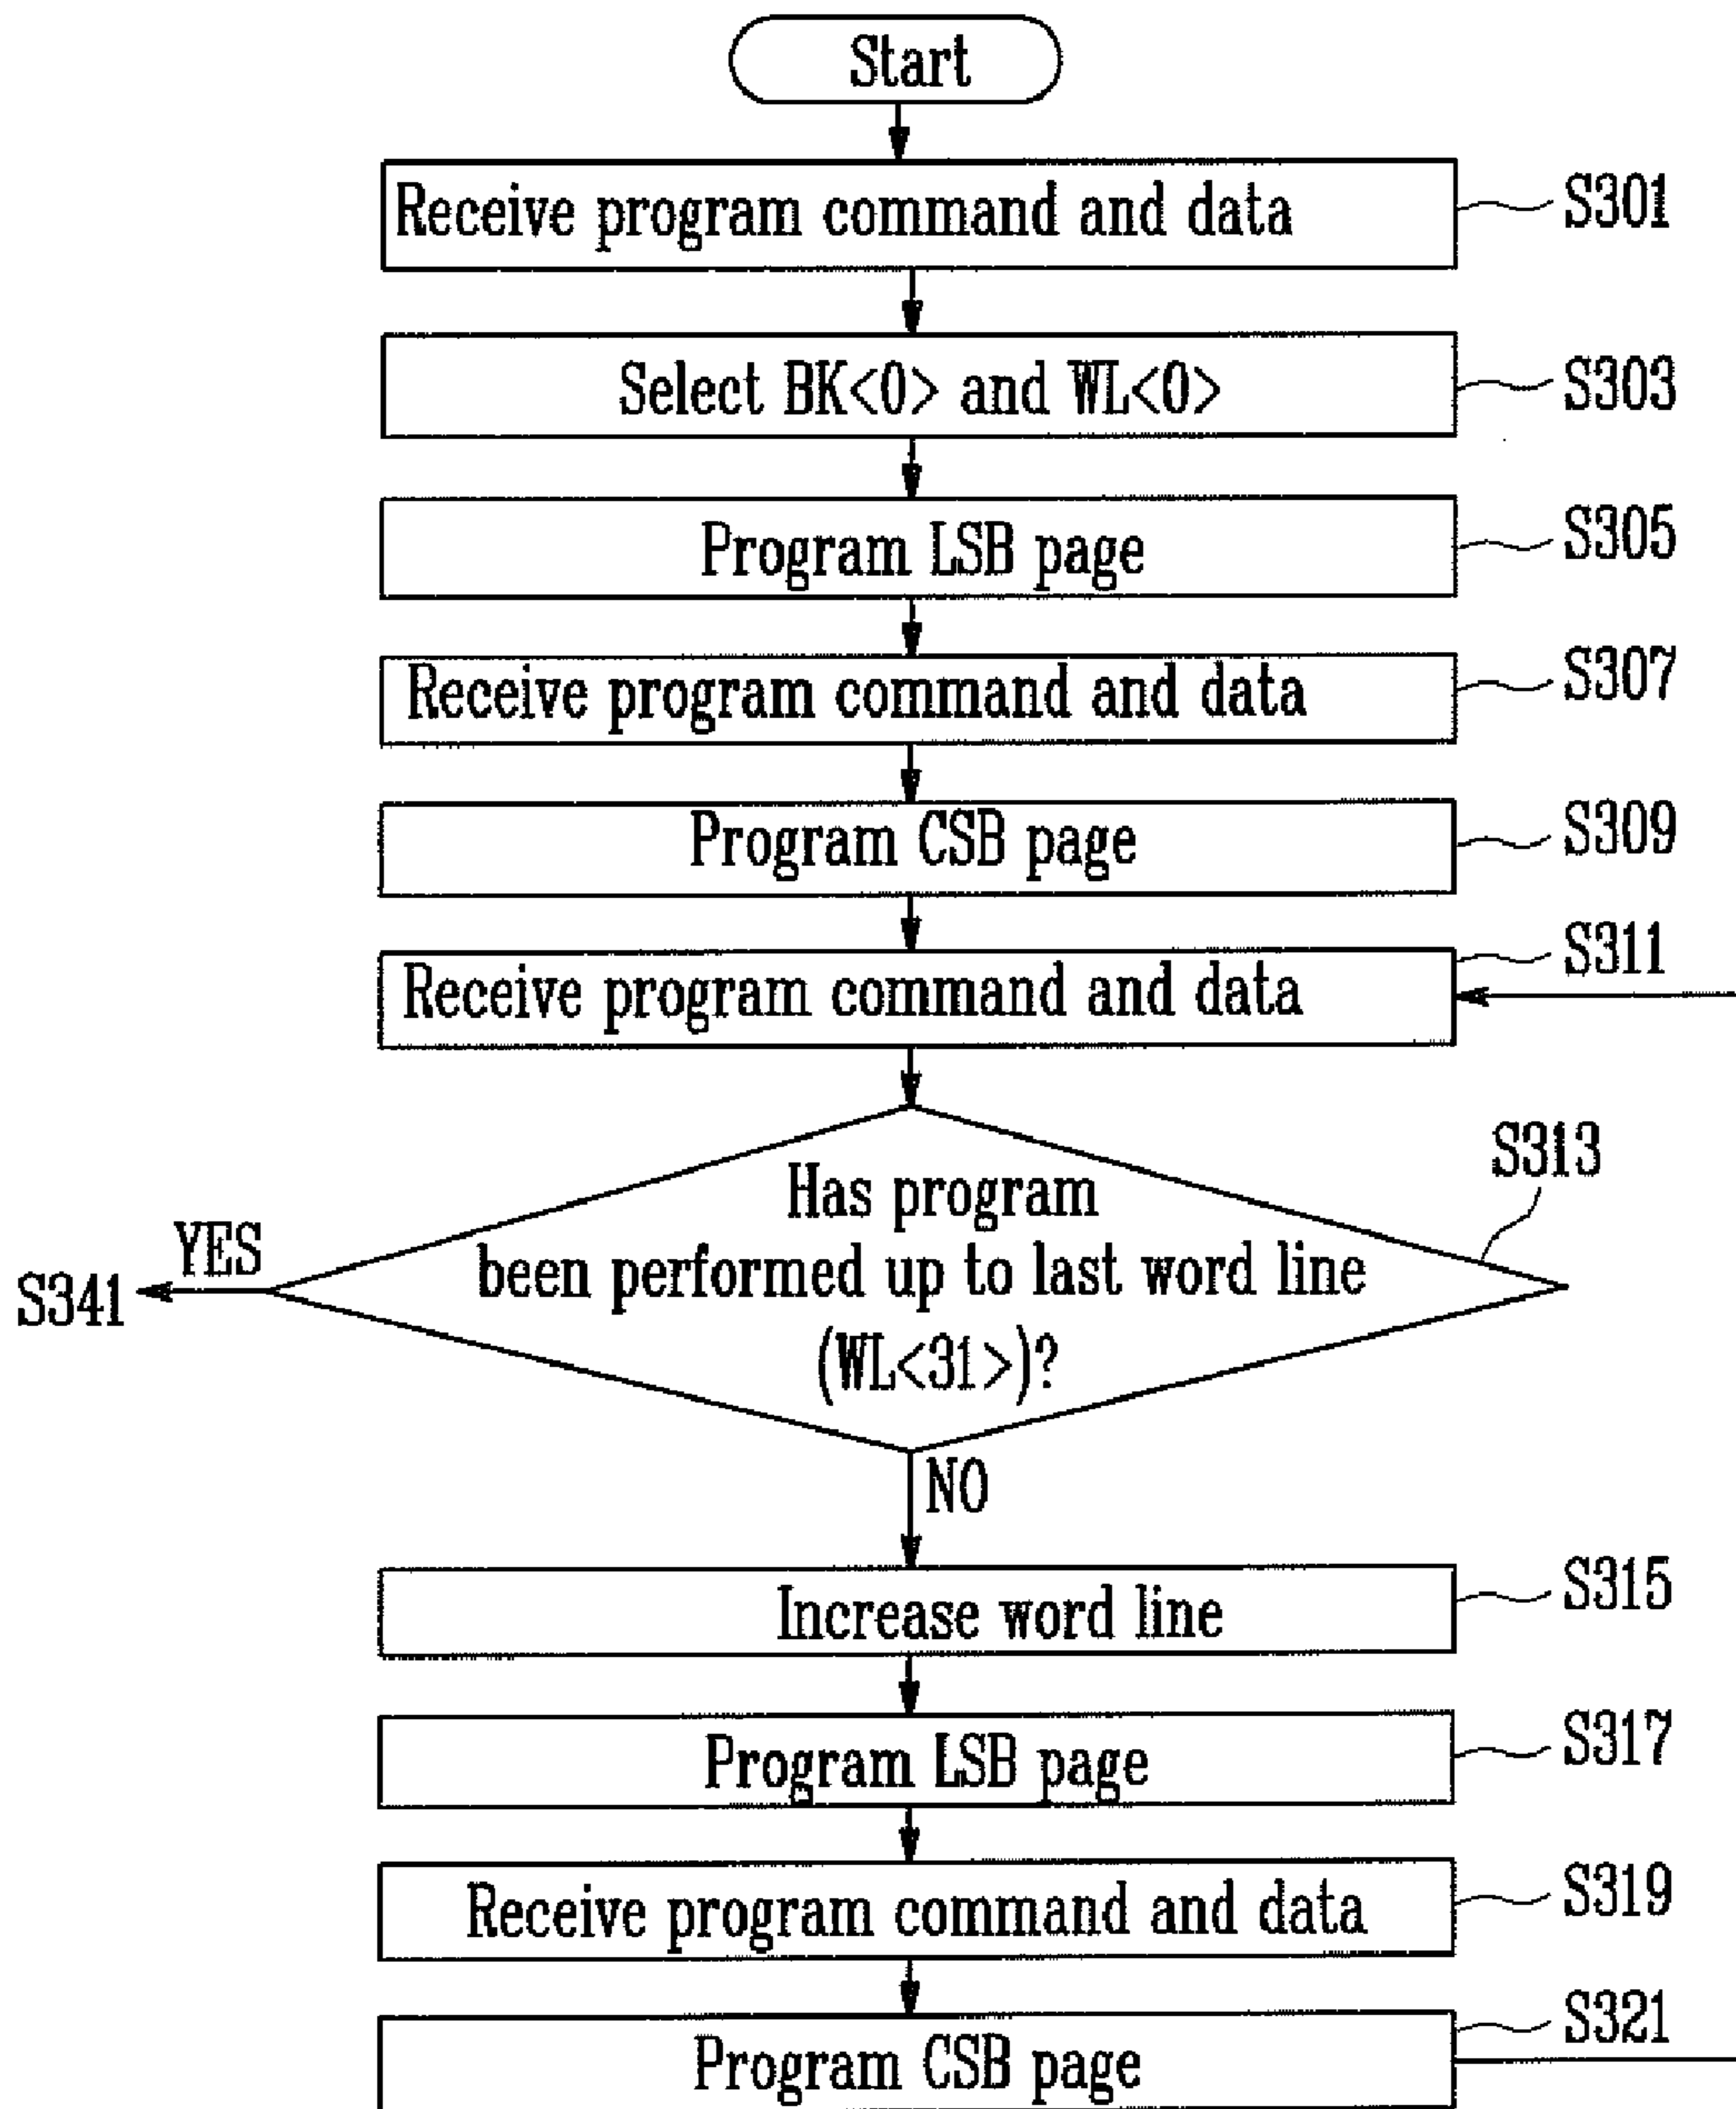 Start
Receive program command and data
S301
Select BK<0> and WL<0>
S303
Program LSB page
S305
Receive program command and data
S307
Program CSB page
S309
Receive program command and data
S311
Has program
been performed up to last word line
(WL<31>)?
S313
YES
S341
NO
Increase word line
S315
Program LSB page
S317
Receive program command and data
S319
Program CSB page
S321